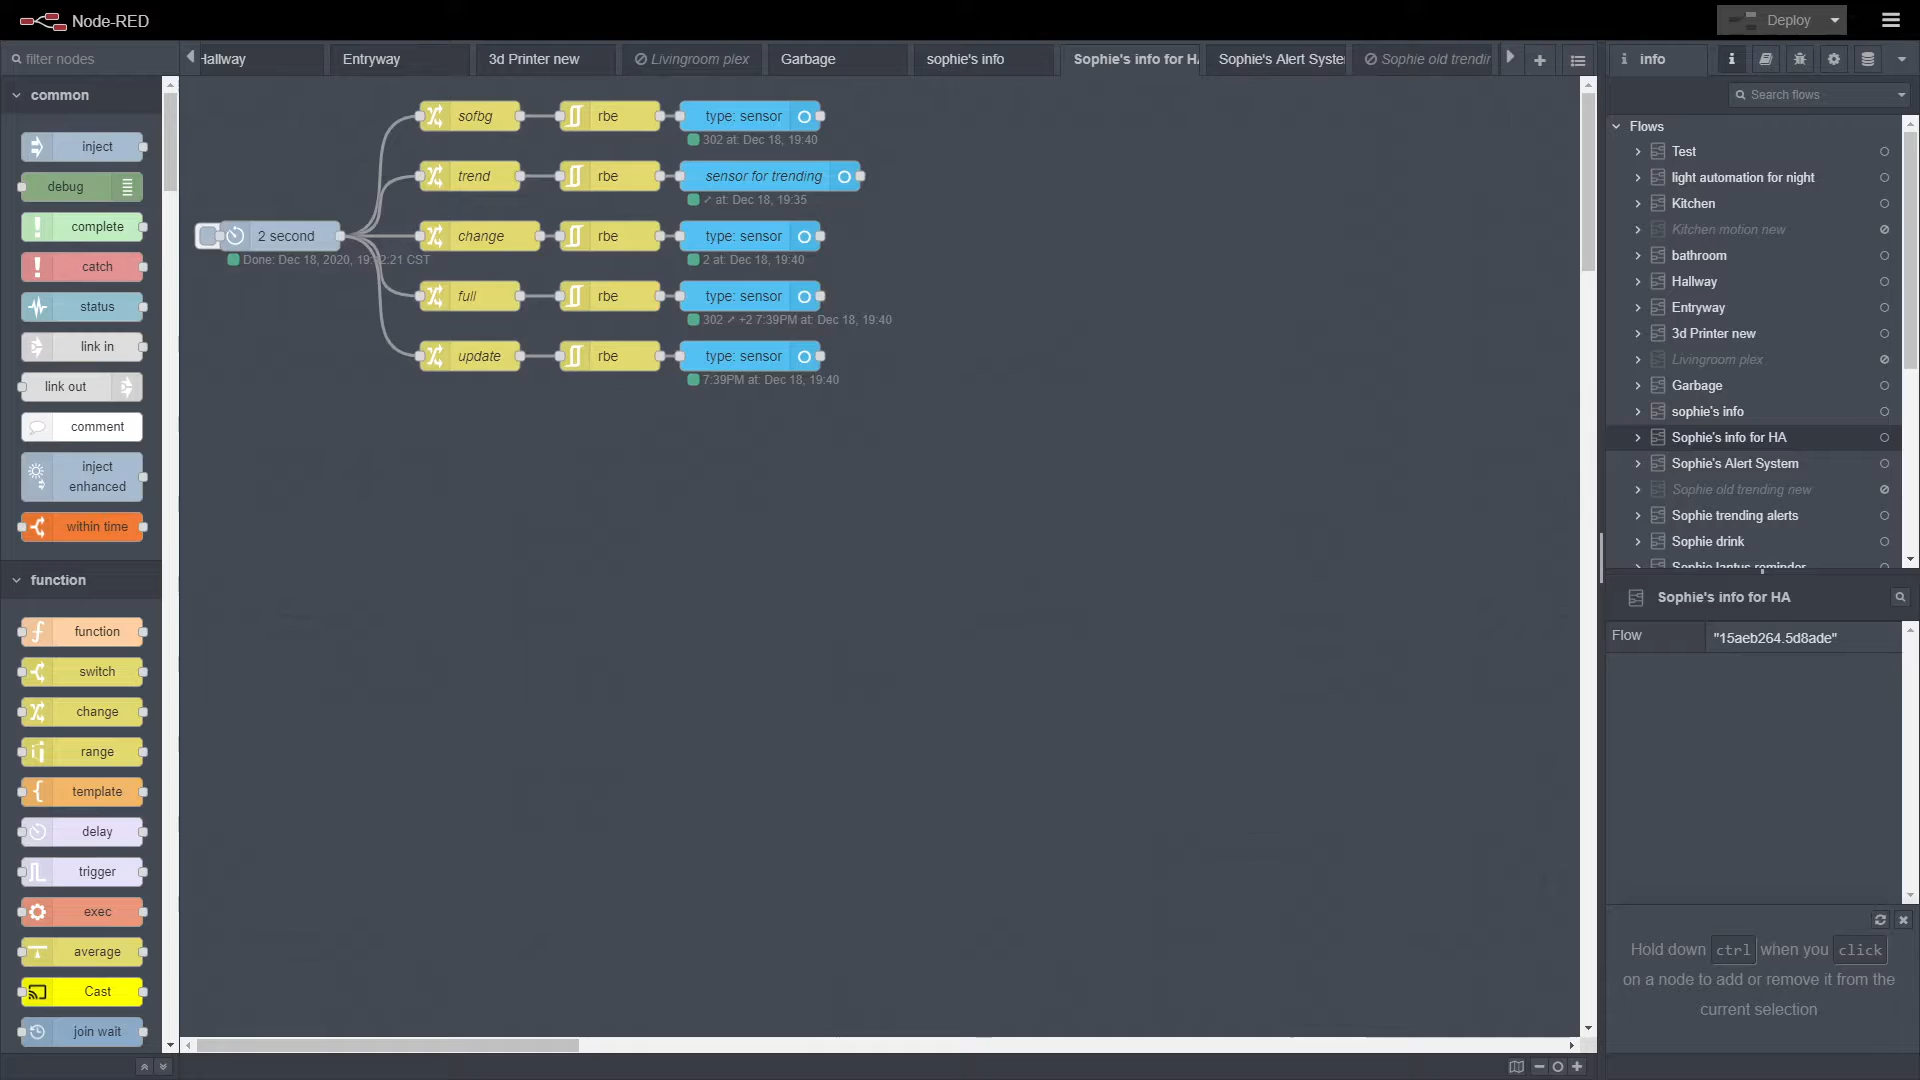 Node-RED
Deploy
filter nodes
Hallway
Entryway
3d Printer new
Livingroom plex
Garbage
sophie's info
Sophie's info for HA
Sophie's Alert Syste
Sophie old trendin
info
Search flows
common
inject
debug
complete
catch
status
link in
link out
comment
inject
enhanced
within time
function
function
switch
change
range
template
delay
trigger
exec
average
Cast
join wait
2 second
Done: Dec 18, 2020, 19:42:21 CST
sofbg
rbe
type: sensor
302 at: Dec 18, 19:40
trend
rbe
sensor for trending
➚ at: Dec 18, 19:35
change
rbe
type: sensor
2 at: Dec 18, 19:40
full
rbe
type: sensor
302 ➚ +2 7:39PM at: Dec 18, 19:40
update
rbe
type: sensor
7:39PM at: Dec 18, 19:40
Flows
Test
light automation for night
Kitchen
Kitchen motion new
bathroom
Hallway
Entryway
3d Printer new
Livingroom plex
Garbage
sophie's info
Sophie's info for HA
Sophie's Alert System
Sophie old trending new
Sophie trending alerts
Sophie drink
Sophie lantus reminder
Sophie's info for HA
Flow
"15aeb264.5d8ade"
Hold down ctrl when you click
on a node to add or remove it from the
current selection